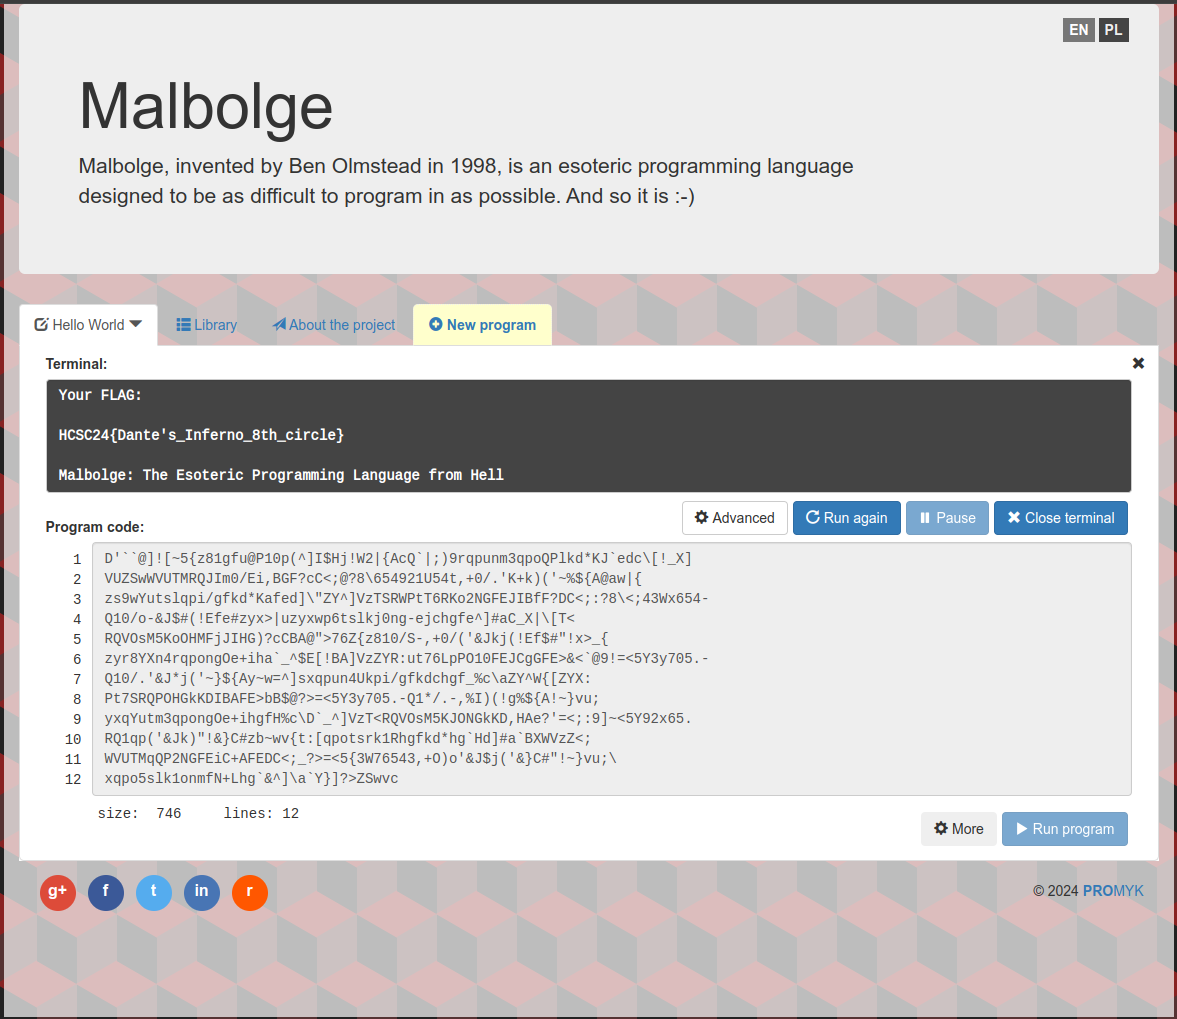 EN PL
Malbolge
Malbolge, invented by Ben Olmstead in 1998, is an esoteric programming language
designed to be as difficult to program in as possible. And so it is :-)
Hello World Library About the project New program
Terminal:
Your FLAG:
HCSC24{Dante's_Inferno_8th_circle}
Malbolge: The Esoteric Programming Language from Hell
Advanced Run again Pause Close terminal
Program code:
1 D'``@]![~5{z81gfu@P10p(^]I$Hj!W2|{AcQ`|;)9rqpunm3qpoQPlkd*KJ`edc\[!_X]
2 VUZSwWVUTMRQJIm0/Ei,BGF?cC<;@?8\654921U54t,+0/.'K+k)('~%${A@aw|{
3 zs9wYutslqpi/gfkd*Kafed]\"ZY^]VzTSRWPtT6RKo2NGFEJIBfF?DC<;:?8\<;43Wx654-
4 Q10/o-&J$#(!Efe#zyx>|uzyxwp6tslkj0ng-ejchgfe^]#aC_X|\[T<
5 RQVOsM5KoOHMFjJIHG)?cCBA@">76Z{z810/S-,+0/('&Jkj(!Ef$#"!x>_{
6 zyr8YXn4rqpongOe+iha`_^$E[!BA]VzZYR:ut76LpPO10FEJCgGFE>&<`@9!=<5Y3y705.-
7 Q10/.'&J*j('~}${Ay~w=^]sxqpun4Ukpi/gfkdchgf_%c\aZY^W{[ZYX:
8 Pt7SRQPOHGkKDIBAFE>bB$@?>=<5Y3y705.-Q1*/.-,%I)(!g%${A!~}vu;
9 yxqYutm3qpongOe+ihgfH%c\D`_^]VzT<RQVOsM5KJONGkKD,HAe?'=<;:9]~<5Y92x65.
10 RQ1qp('&Jk)"!&}C#zb~wv{t:[qpotsrk1Rhgfkd*hg`Hd]#a`BXWVzZ<;
11 WVUTMqQP2NGFEiC+AFEDC<;_?>=<5{3W76543,+O)o'&J$j('&}C#"!~}vu;\
12 xqpo5slk1onmfN+Lhg`&^]\a`Y}]?>ZSwvc
size: 746 lines: 12
More Run program
g+ f t in r
© 2024 PROMYK